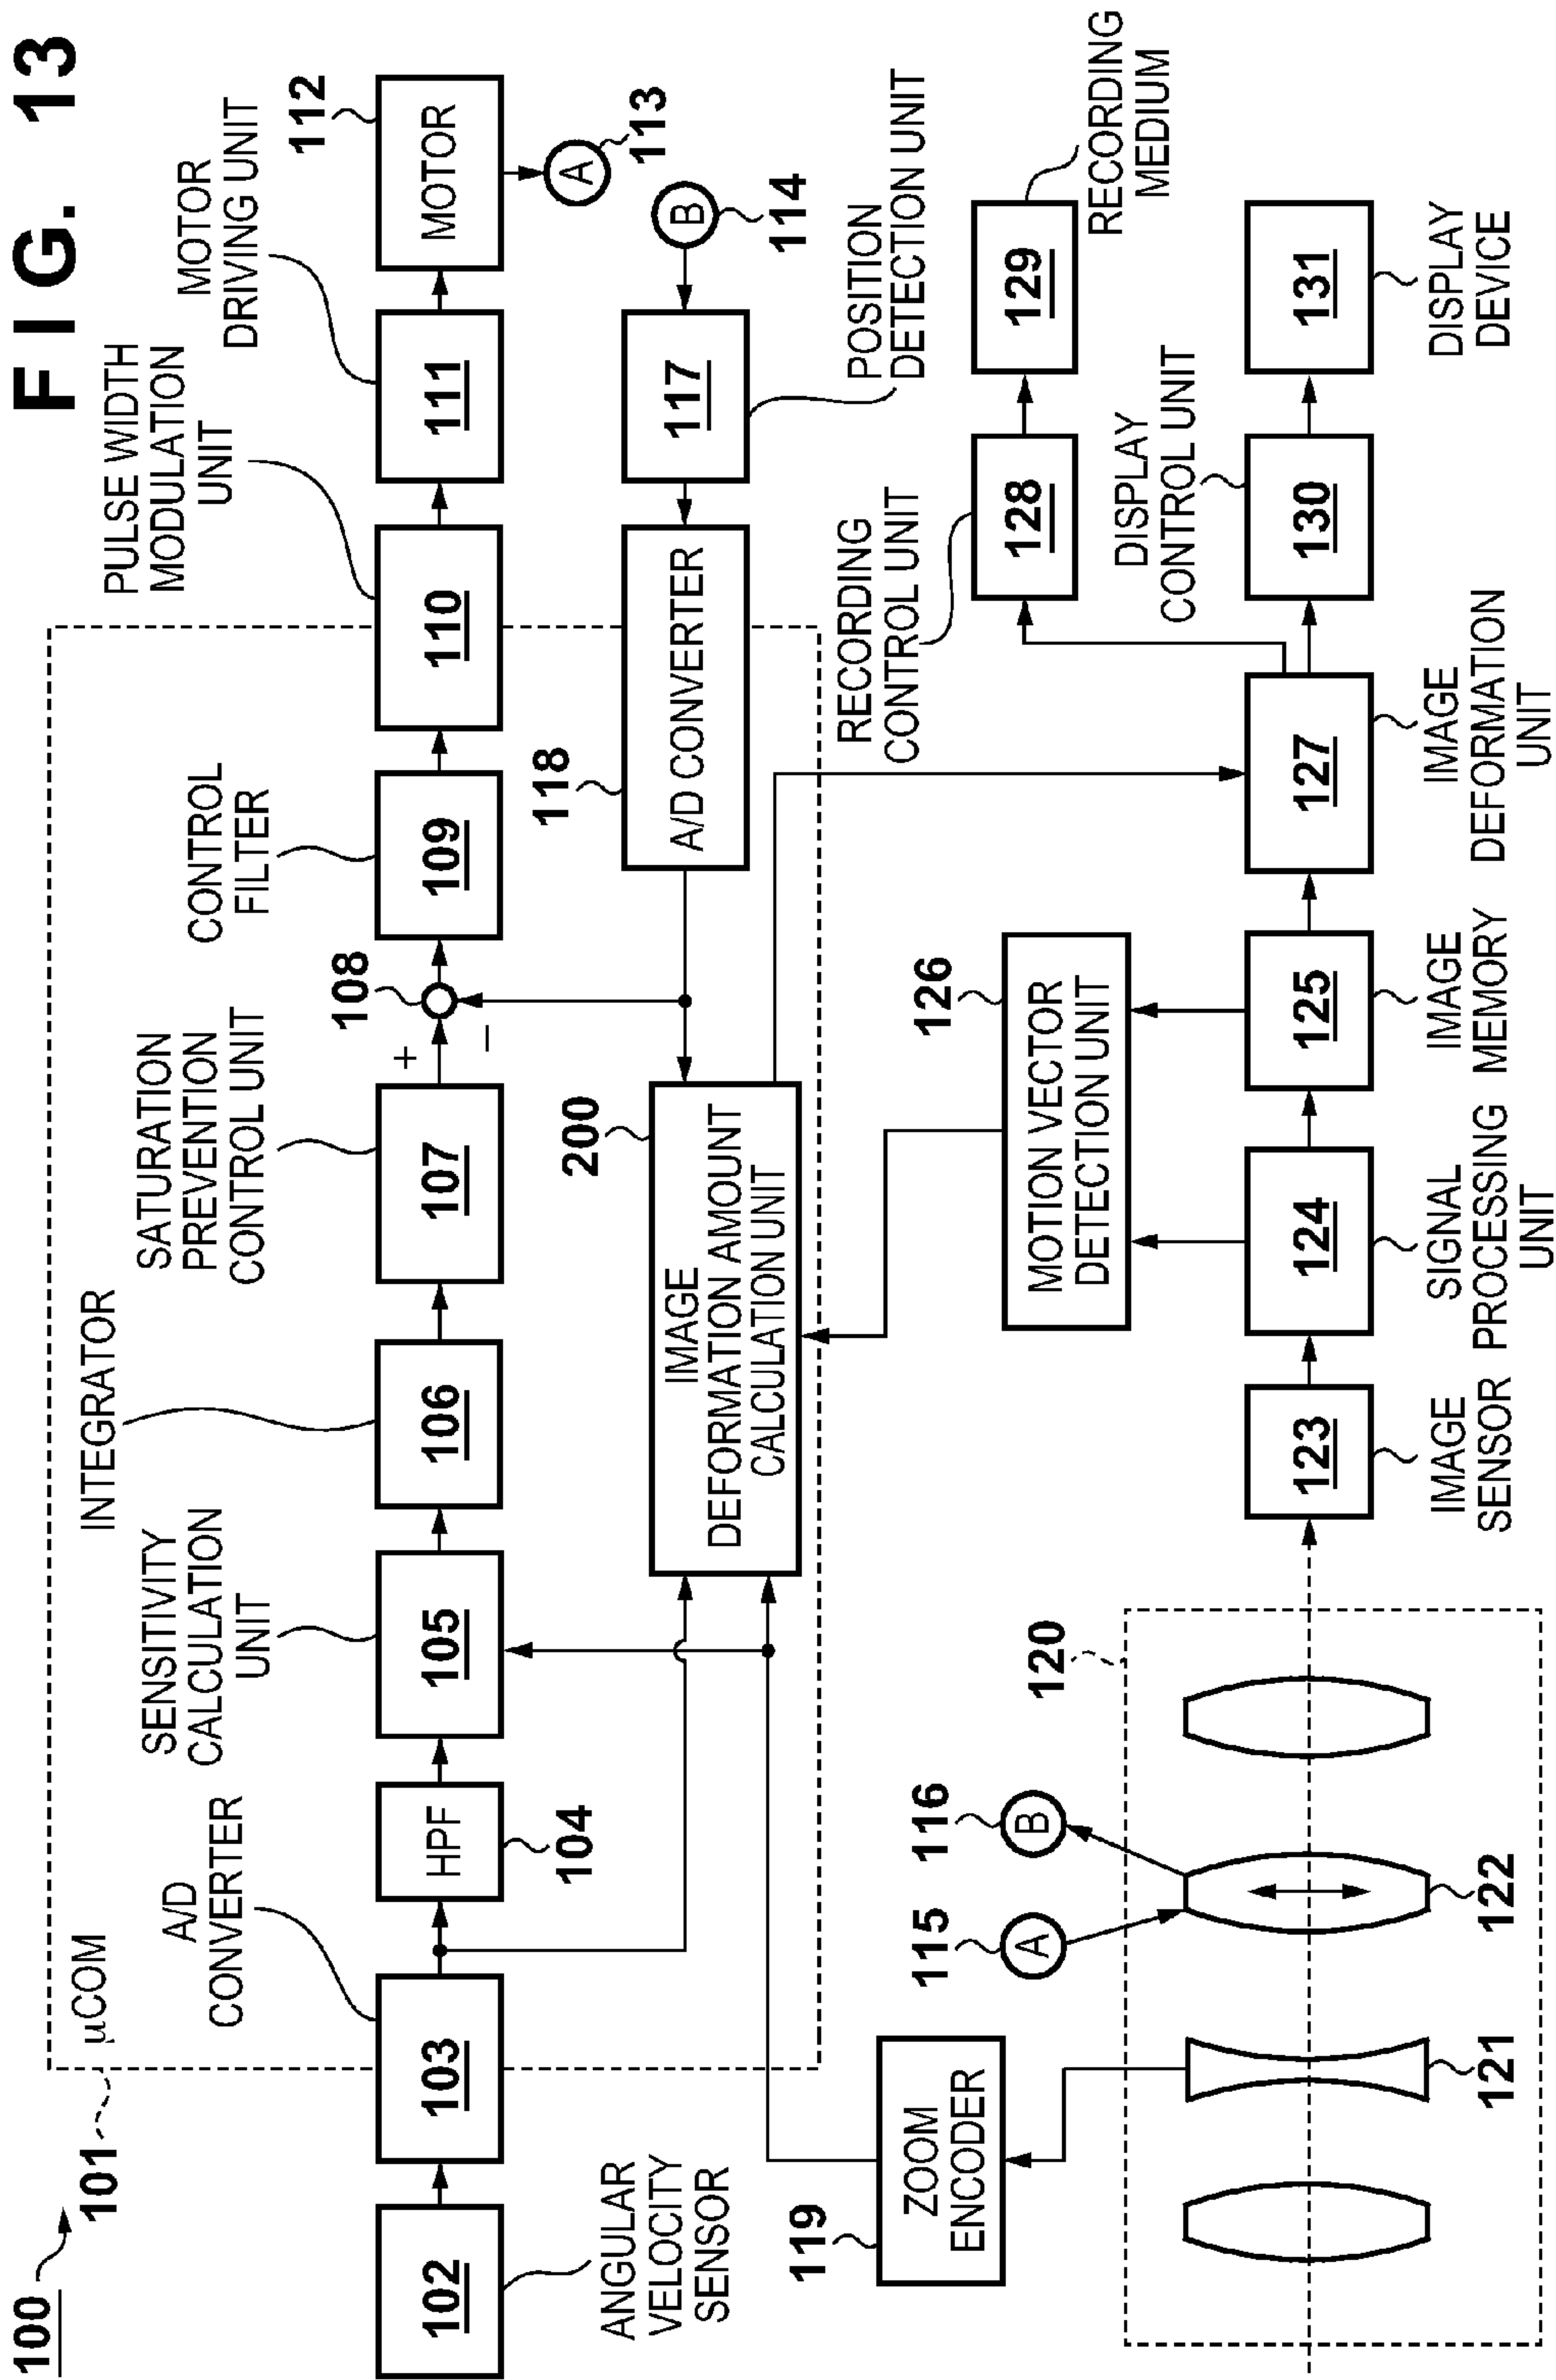 FIG. 13
100
101
µCOM
A/D
CONVERTER
SENSITIVITY
CALCULATION
UNIT
INTEGRATOR
SATURATION
PREVENTION
CONTROL UNIT
CONTROL
FILTER
PULSE WIDTH
MODULATION
UNIT
MOTOR
DRIVING UNIT
112
102
103
HPF
105
106
107
+
−
108
109
110
111
MOTOR
ANGULAR
VELOCITY
SENSOR
104
A
113
200
IMAGE
DEFORMATION AMOUNT
CALCULATION UNIT
118
A/D CONVERTER
117
B
114
POSITION
DETECTION UNIT
119
ZOOM
ENCODER
115
A
116
B
120
121
122
126
MOTION VECTOR
DETECTION UNIT
RECORDING
CONTROL UNIT
128
129
RECORDING
MEDIUM
DISPLAY
CONTROL UNIT
123
124
125
127
130
131
IMAGE
SENSOR
SIGNAL
PROCESSING
UNIT
IMAGE
MEMORY
IMAGE
DEFORMATION
UNIT
DISPLAY
DEVICE